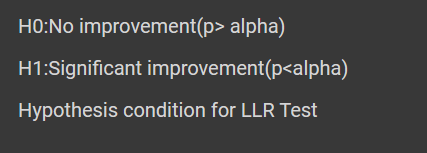 H0:No improvement(p> alpha)
H1:Significant improvement(p<alpha)
Hypothesis condition for LLR Test